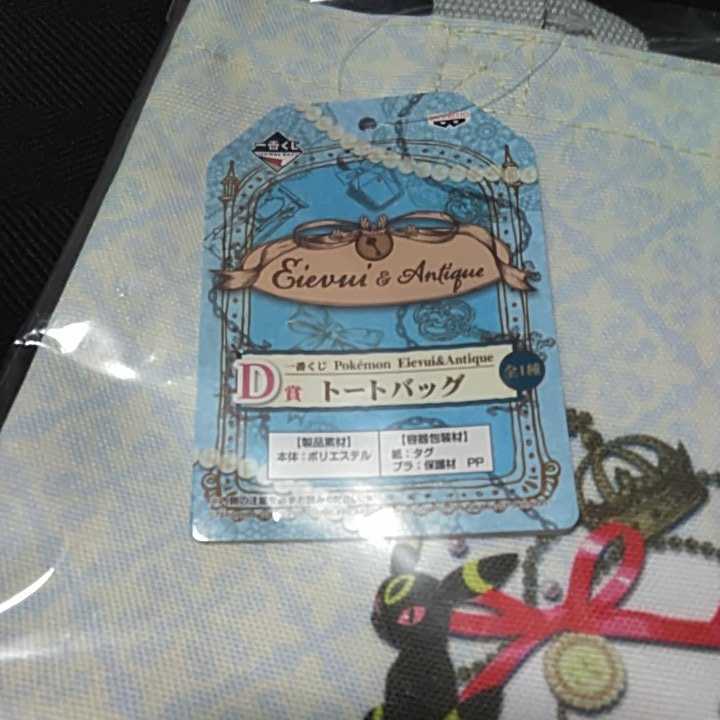 一番くじ
Eievui & Antique
一番くじ Pokémon Eievui&Antique
D賞 トートバッグ 全1種
【製品素材】
本体:ポリエステル
【容器包装材】
紙:タグ
プラ:保護材 PP